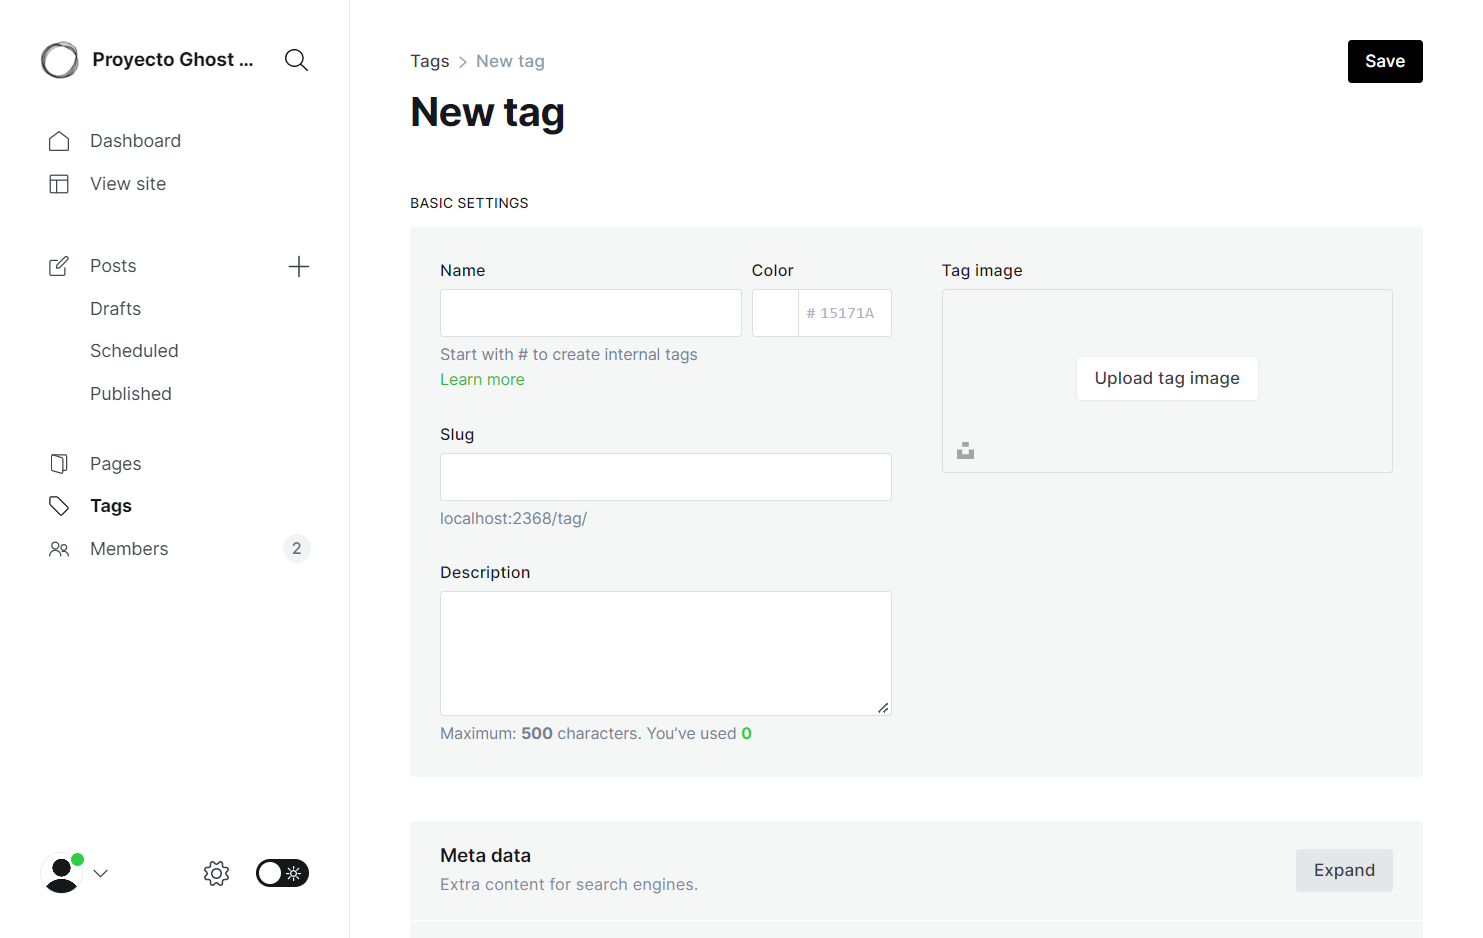 Proyecto Ghost ...
Dashboard
View site
Posts
Drafts
Scheduled
Published
Pages
Tags
Members
2
Tags > New tag
Save
New tag
BASIC SETTINGS
Name
Color
# 15171A
Start with # to create internal tags
Learn more
Slug
localhost:2368/tag/
Description
Maximum: 500 characters. You’ve used 0
Tag image
Upload tag image
Meta data
Extra content for search engines.
Expand